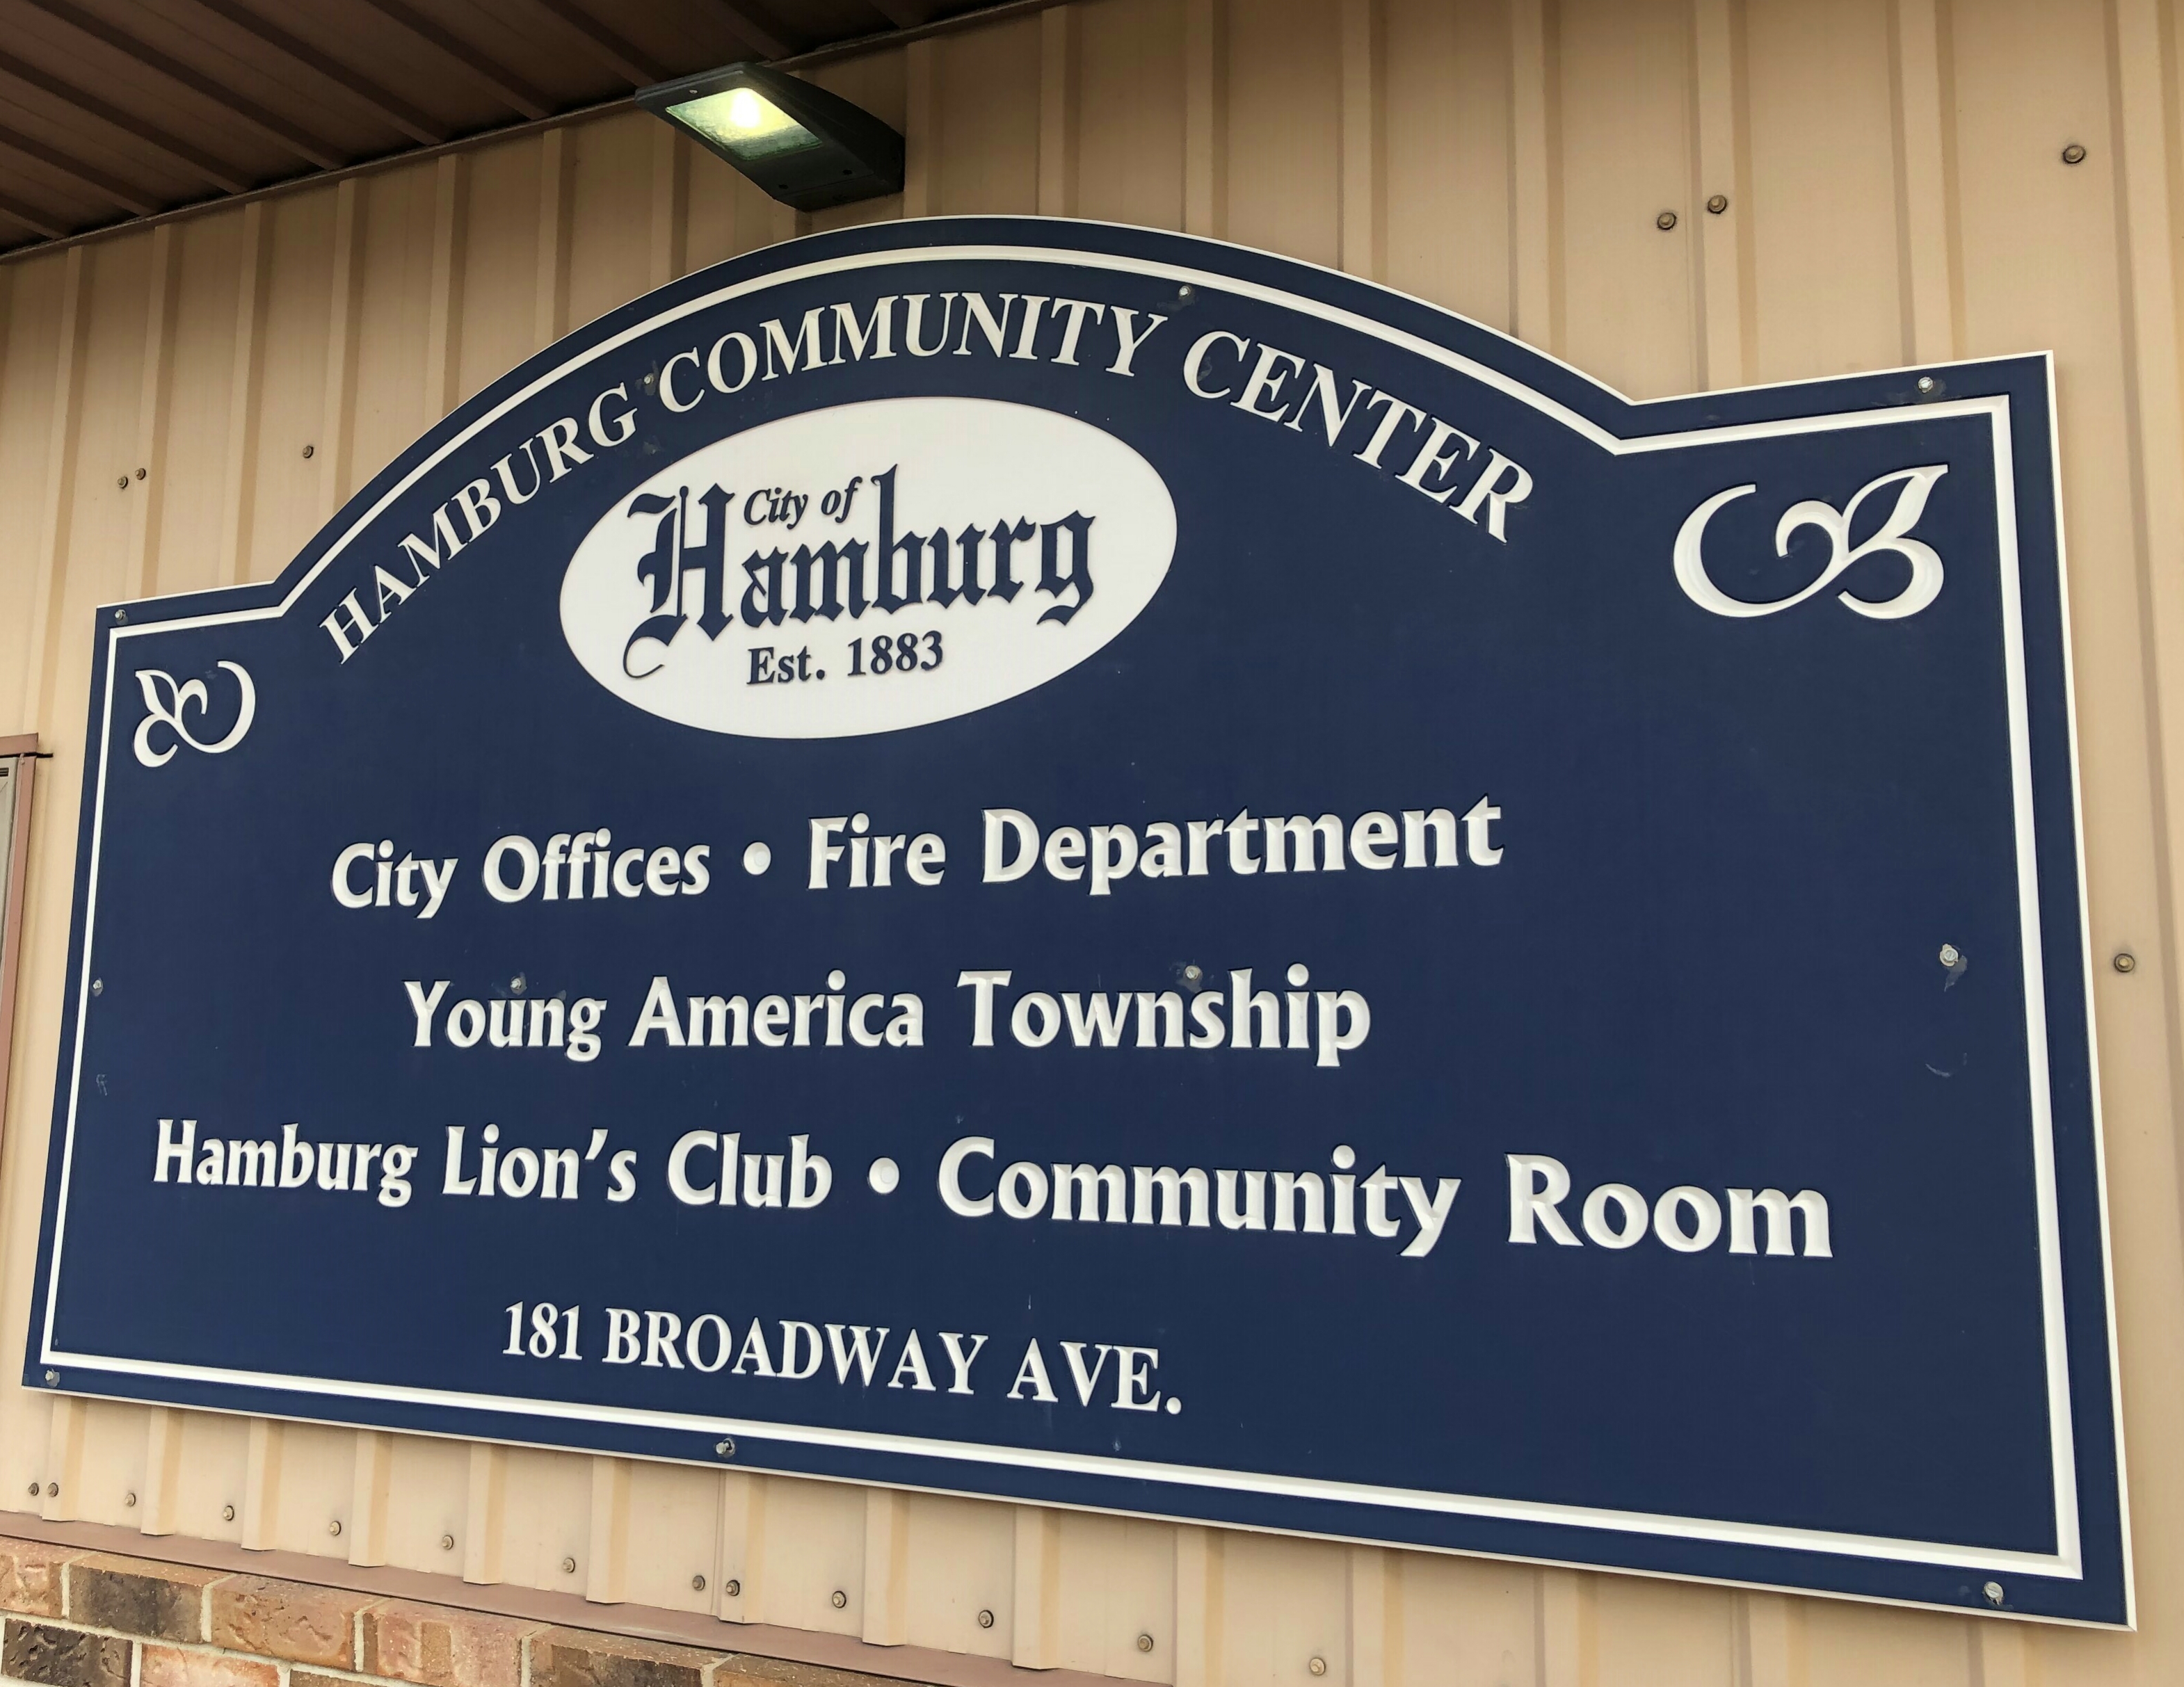 HAMBURG COMMUNITY CENTER
City of
Hamburg
Est. 1883
City Offices • Fire Department
Young America Township
Hamburg Lion’s Club • Community Room
181 BROADWAY AVE.